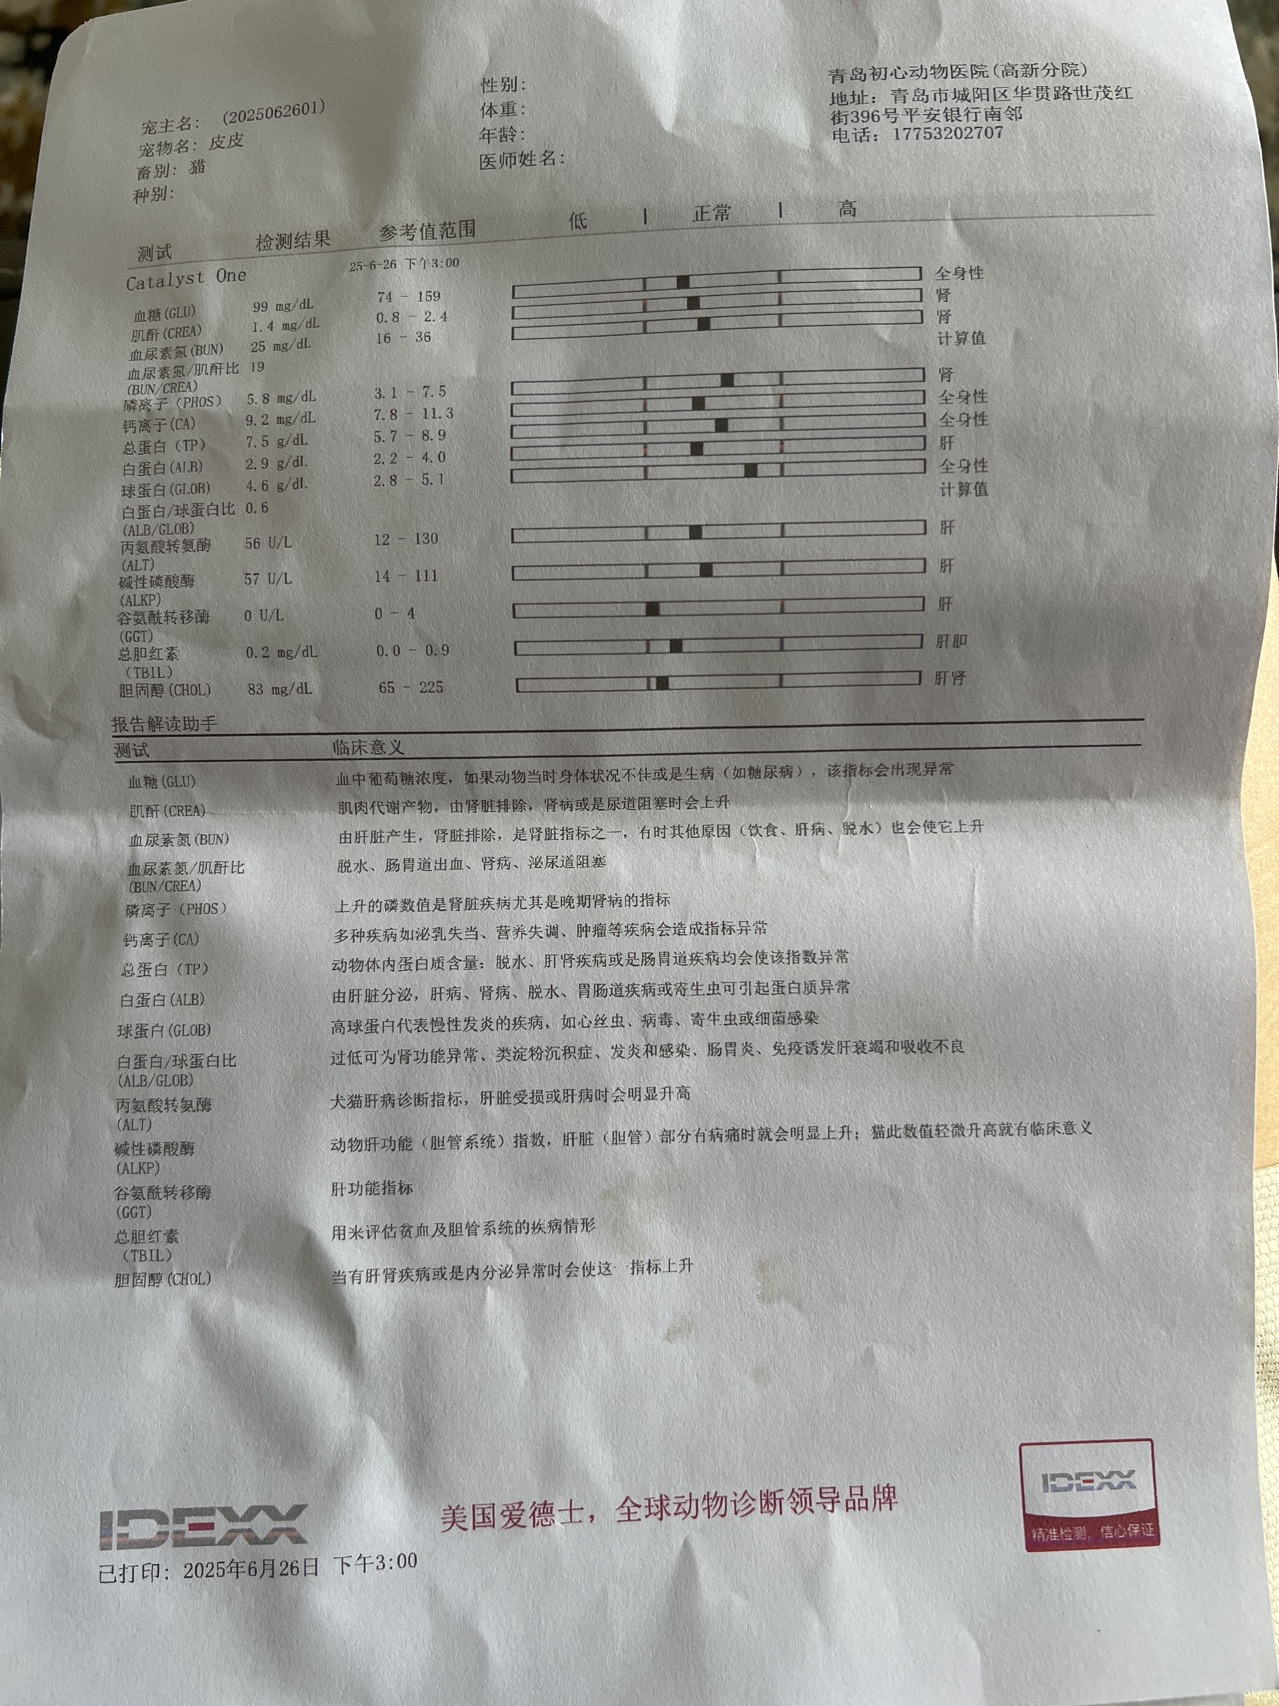 宠主名： (2025062601)
宠物名：皮皮
畜别：猫
种别：
性别：
体重：
年龄：
医师姓名：
青岛初心动物医院(高新分院)
地址：青岛市城阳区华贯路世茂红
街396号平安银行南邻
电话：17753202707
测试 检测结果 参考值范围 低 正常 高
Catalyst One 25-6-26 下午3:00
血糖(GLU) 99 mg/dL 74 - 159 全身性
肌酐(CREA) 1.4 mg/dL 0.8 - 2.4 肾
血尿素氮(BUN) 25 mg/dL 16 - 36 肾
血尿素氮/肌酐比 19 计算值
(BUN/CREA)
磷离子（PHOS） 5.8 mg/dL 3.1 - 7.5 肾
钙离子(CA) 9.2 mg/dL 7.8 - 11.3 全身性
总蛋白（TP） 7.5 g/dL 5.7 - 8.9 全身性
白蛋白(ALB) 2.9 g/dL 2.2 - 4.0 肝
球蛋白(GLOB) 4.6 g/dL 2.8 - 5.1 全身性
白蛋白/球蛋白比 0.6 计算值
(ALB/GLOB)
丙氨酸转氨酶 56 U/L 12 - 130 肝
(ALT)
碱性磷酸酶 57 U/L 14 - 111 肝
(ALKP)
谷氨酰转移酶 0 U/L 0 - 4 肝
(GGT)
总胆红素 0.2 mg/dL 0.0 - 0.9 肝胆
（TBIL）
胆固醇(CHOL) 83 mg/dL 65 - 225 肝肾
报告解读助手
测试 临床意义
血糖(GLU) 血中葡萄糖浓度，如果动物当时身体状况不佳或是生病（如糖尿病），该指标会出现异常
肌酐(CREA) 肌肉代谢产物，由肾脏排除，肾病或是尿道阻塞时会上升
血尿素氮(BUN) 由肝脏产生，肾脏排除，是肾脏指标之一，有时其他原因（饮食、肝病、脱水）也会使它上升
血尿素氮/肌酐比 脱水、肠胃道出血、肾病、泌尿道阻塞
(BUN/CREA)
磷离子（PHOS） 上升的磷数值是肾脏疾病尤其是晚期肾病的指标
钙离子(CA) 多种疾病如泌乳失当、营养失调、肿瘤等疾病会造成指标异常
总蛋白（TP） 动物体内蛋白质含量：脱水、肝肾疾病或是肠胃道疾病均会使该指数异常
白蛋白(ALB) 由肝脏分泌，肝病、肾病、脱水、胃肠道疾病或寄生虫可引起蛋白质异常
球蛋白(GLOB) 高球蛋白代表慢性发炎的疾病，如心丝虫、病毒、寄生虫或细菌感染
白蛋白/球蛋白比 过低可为肾功能异常、类淀粉沉积症、发炎和感染、肠胃炎、免疫诱发肝衰竭和吸收不良
(ALB/GLOB)
丙氨酸转氨酶 犬猫肝病诊断指标，肝脏受损或肝病时会明显升高
(ALT)
碱性磷酸酶 动物肝功能（胆管系统）指数，肝脏（胆管）部分有病痛时就会明显上升；猫此数值轻微升高就有临床意义
(ALKP)
谷氨酰转移酶 肝功能指标
(GGT)
总胆红素 用来评估贫血及胆管系统的疾病情形
（TBIL）
胆固醇(CHOL) 当有肝肾疾病或是内分泌异常时会使这一指标上升
IDEXX
美国爱德士，全球动物诊断领导品牌
IDEXX
精准检测，信心保证
已打印：2025年6月26日 下午3:00